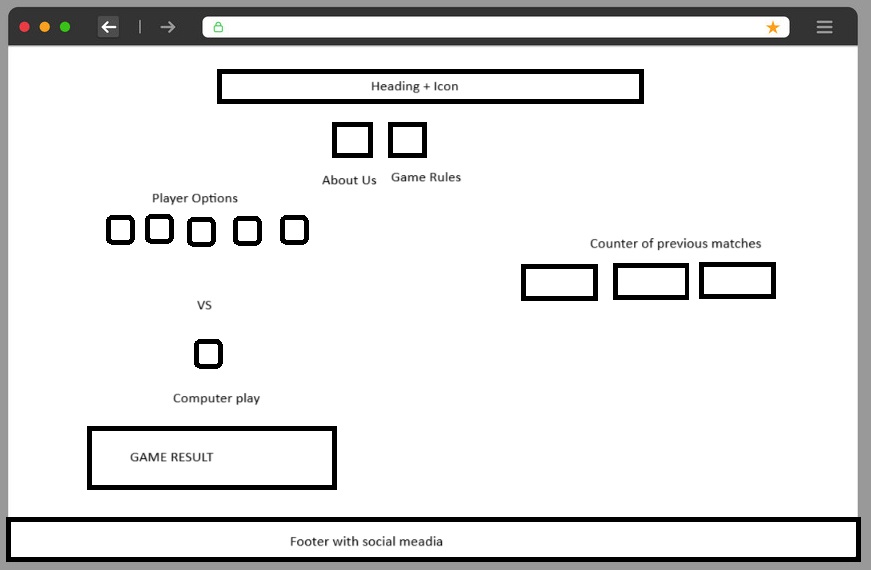 Heading + Icon
About Us
Game Rules
Player Options
Counter of previous matches
VS
Computer play
GAME RESULT
Footer with social meadia